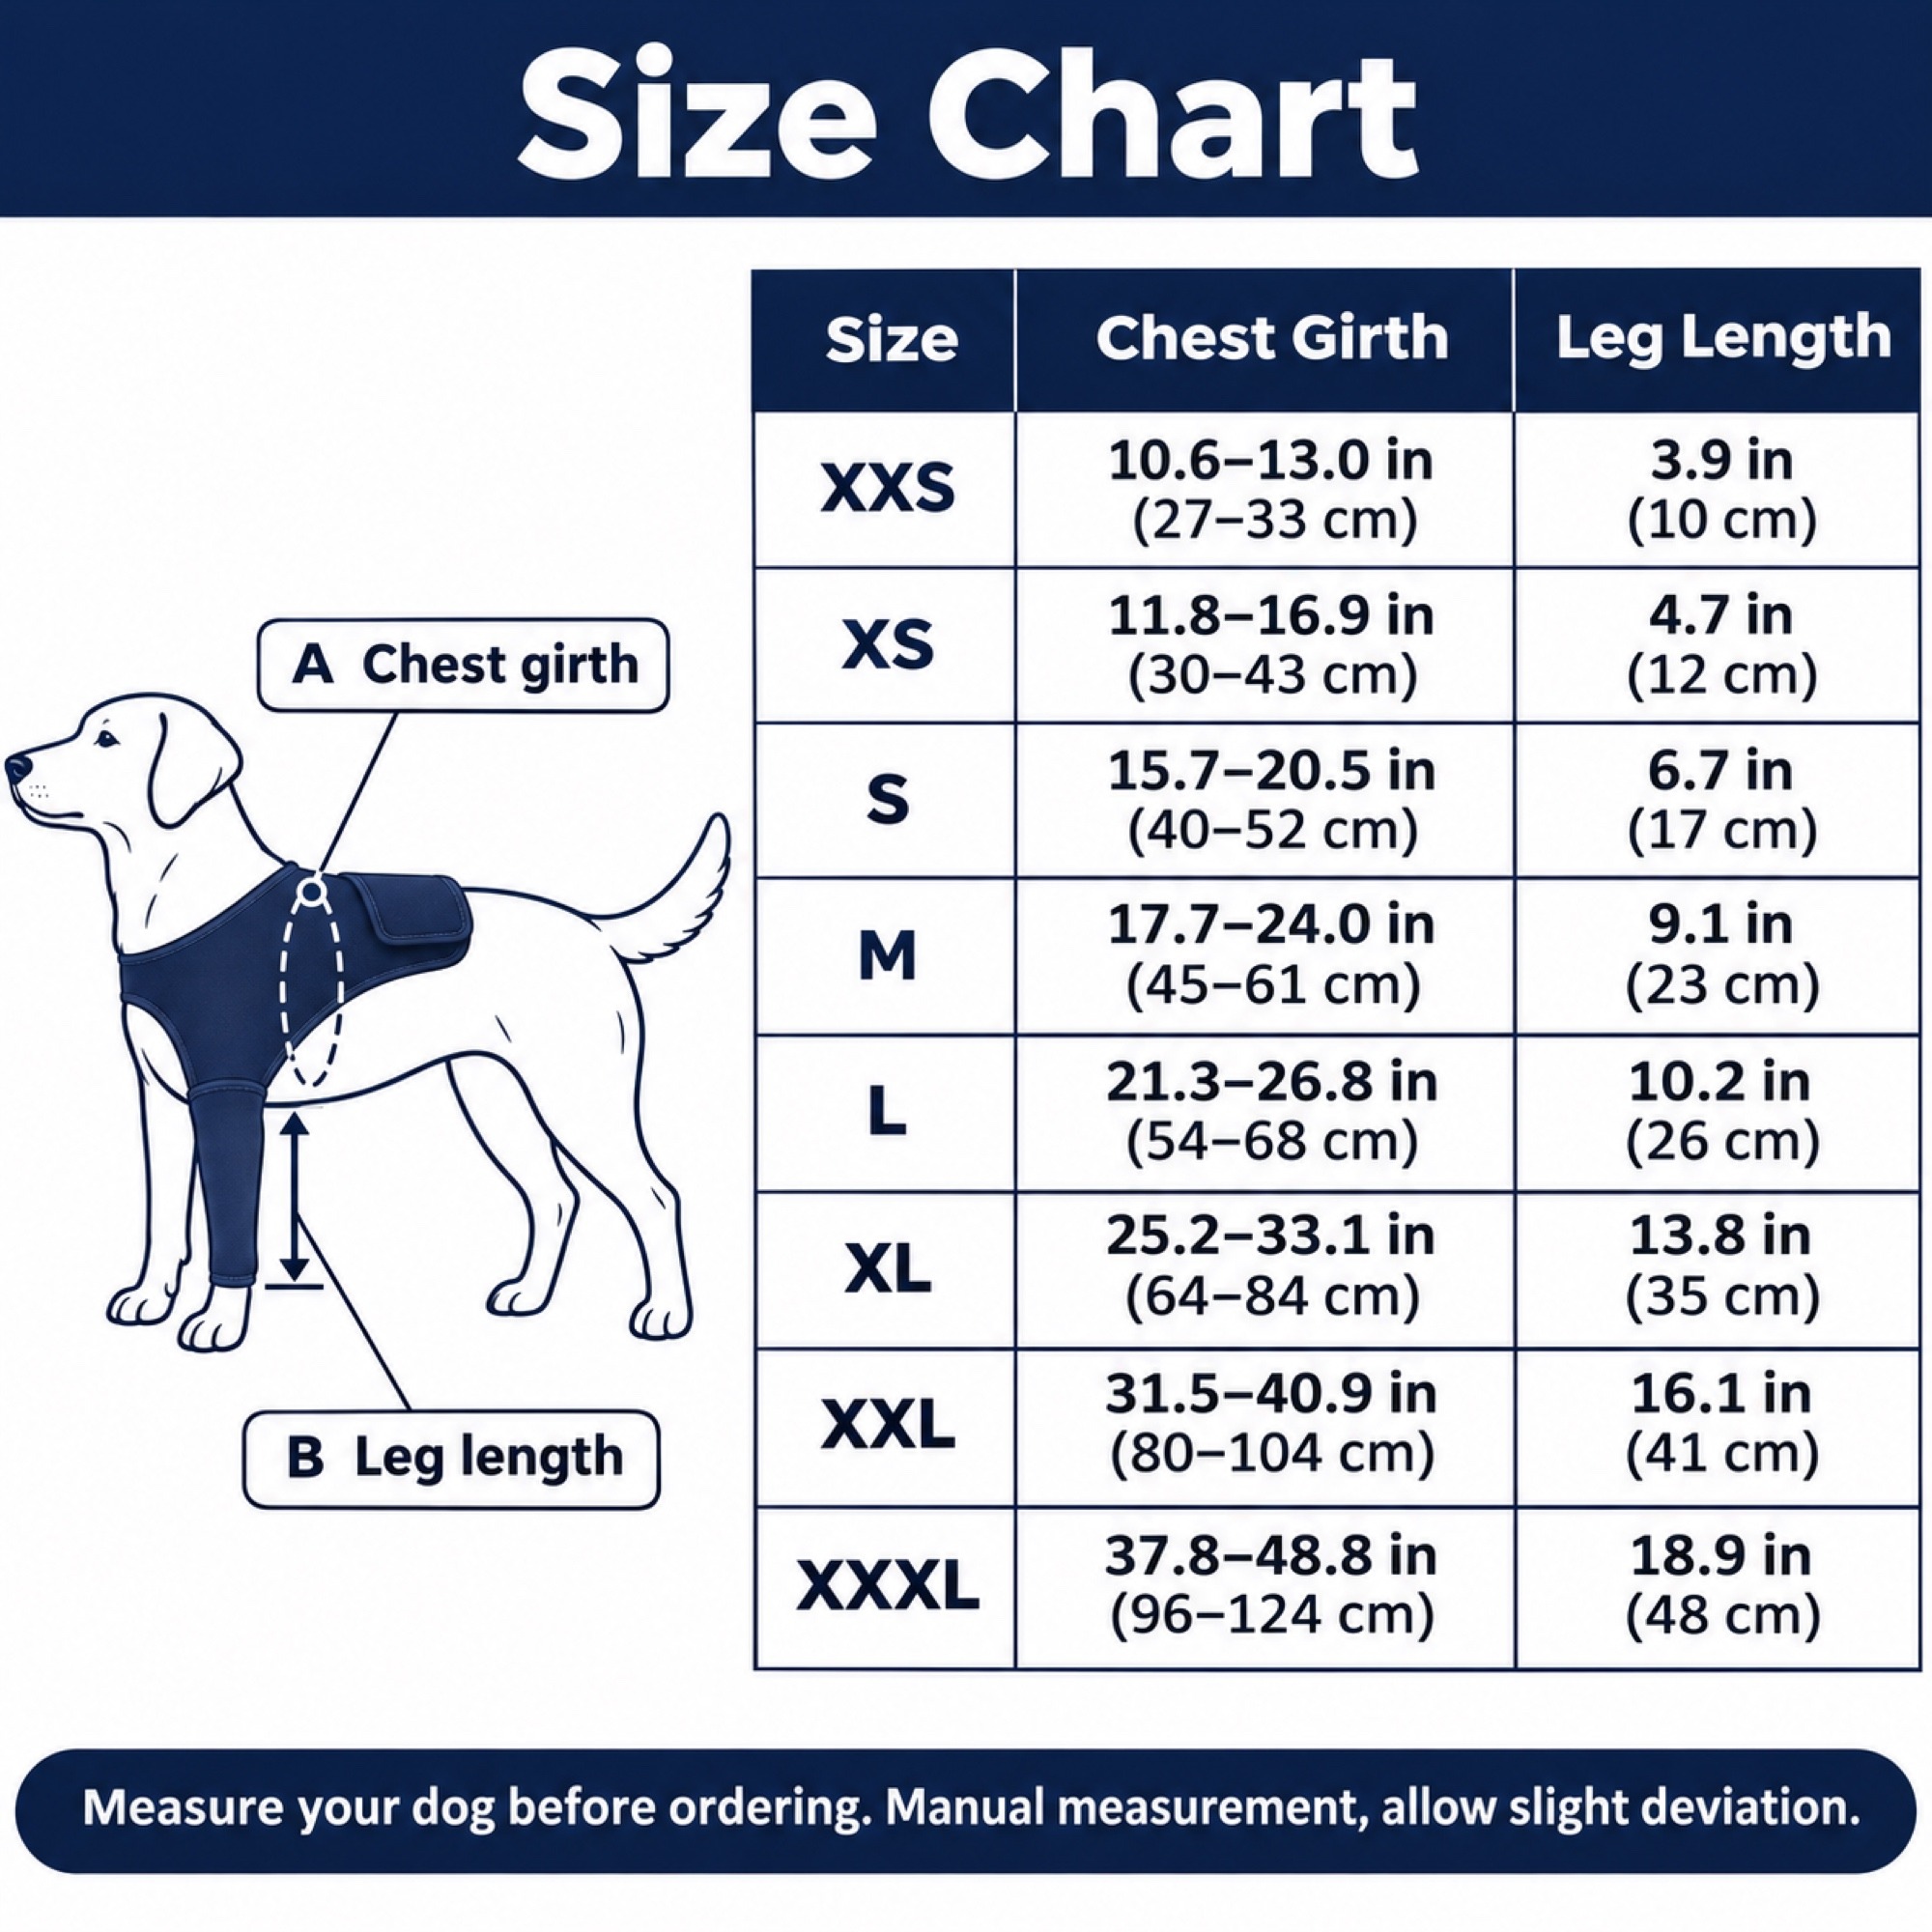 Size Chart
A Chest girth
B Leg length
Size Chest Girth Leg Length
XXS 10.6–13.0 in 3.9 in
(27–33 cm) (10 cm)
XS 11.8–16.9 in 4.7 in
(30–43 cm) (12 cm)
S 15.7–20.5 in 6.7 in
(40–52 cm) (17 cm)
M 17.7–24.0 in 9.1 in
(45–61 cm) (23 cm)
L 21.3–26.8 in 10.2 in
(54–68 cm) (26 cm)
XL 25.2–33.1 in 13.8 in
(64–84 cm) (35 cm)
XXL 31.5–40.9 in 16.1 in
(80–104 cm) (41 cm)
XXXL 37.8–48.8 in 18.9 in
(96–124 cm) (48 cm)
Measure your dog before ordering. Manual measurement, allow slight deviation.